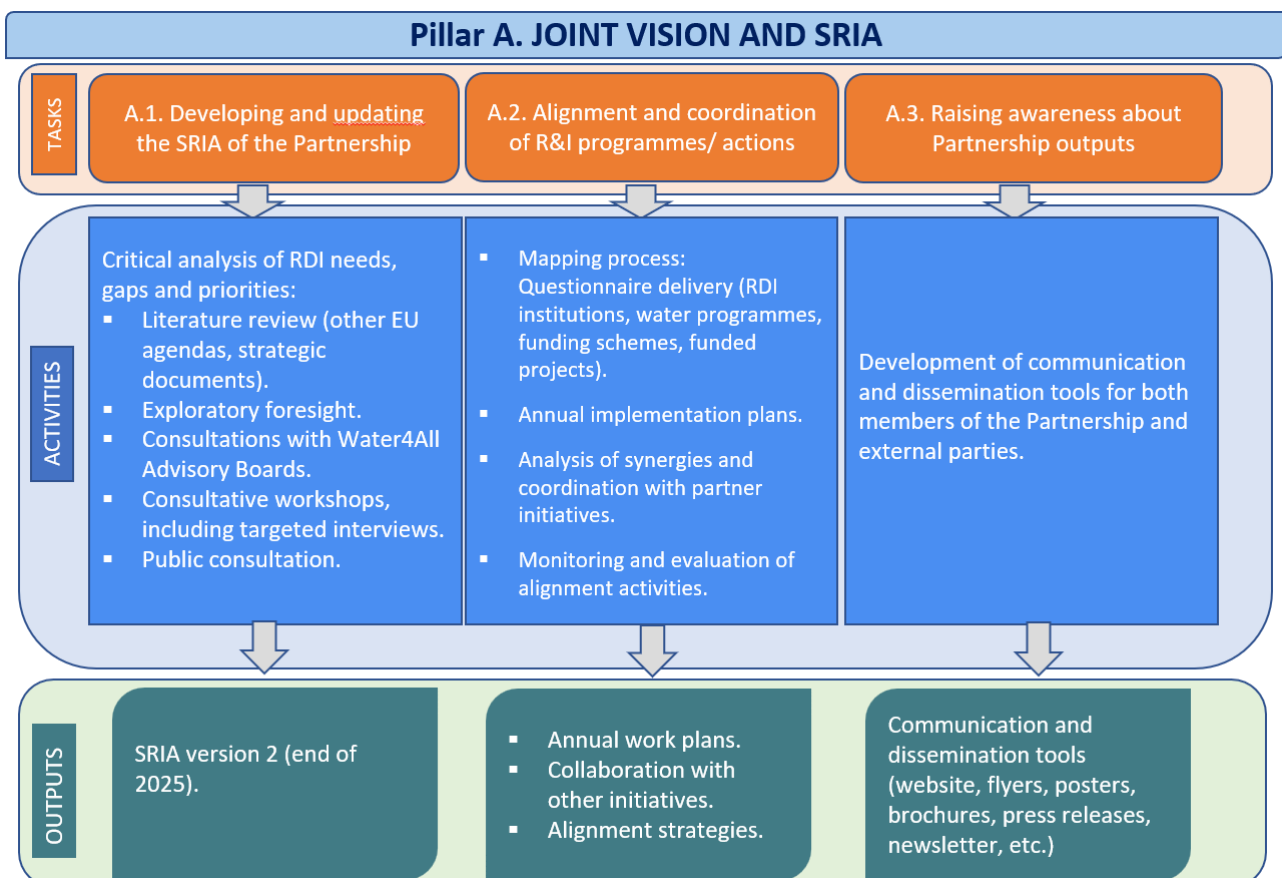 Pillar A. JOINT VISION AND SRIA
TASKS
A.1. Developing and updating
the SRIA of the Partnership
A.2. Alignment and coordination
of R&I programmes/ actions
A.3. Raising awareness about
Partnership outputs
ACTIVITIES
Critical analysis of RDI needs,
gaps and priorities:
▪ Literature review (other EU
agendas, strategic
documents).
▪ Exploratory foresight.
▪ Consultations with Water4All
Advisory Boards.
▪ Consultative workshops,
including targeted interviews.
▪ Public consultation.
▪ Mapping process:
Questionnaire delivery (RDI
institutions, water programmes,
funding schemes, funded
projects).
▪ Annual implementation plans.
▪ Analysis of synergies and
coordination with partner
initiatives.
▪ Monitoring and evaluation of
alignment activities.
Development of communication
and dissemination tools for both
members of the Partnership and
external parties.
OUTPUTS
SRIA version 2 (end of
2025).
▪ Annual work plans.
▪ Collaboration with
other initiatives.
▪ Alignment strategies.
Communication and
dissemination tools
(website, flyers, posters,
brochures, press releases,
newsletter, etc.)